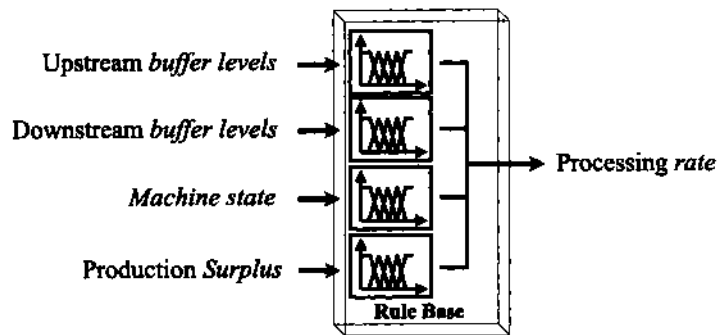 Upstream buffer levels
Downstream buffer levels
Machine state
Production Surplus
Processing rate
Rule Base